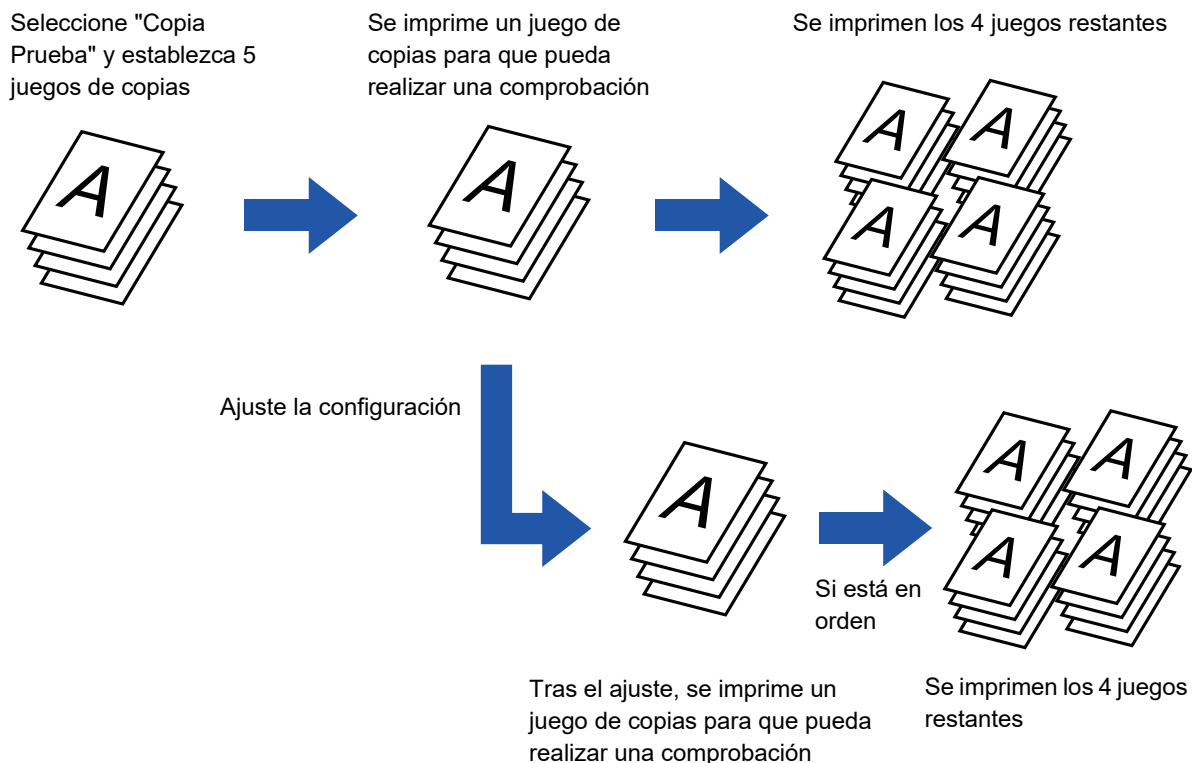 Seleccione "Copia
Prueba" y establezca 5
juegos de copias
Se imprime un juego de
copias para que pueda
realizar una comprobación
Se imprimen los 4 juegos restantes
A
A
A
A
A
A
Ajuste la configuración
A
A
A
A
A
Si está en
orden
Tras el ajuste, se imprime un
juego de copias para que pueda
realizar una comprobación
Se imprimen los 4 juegos
restantes